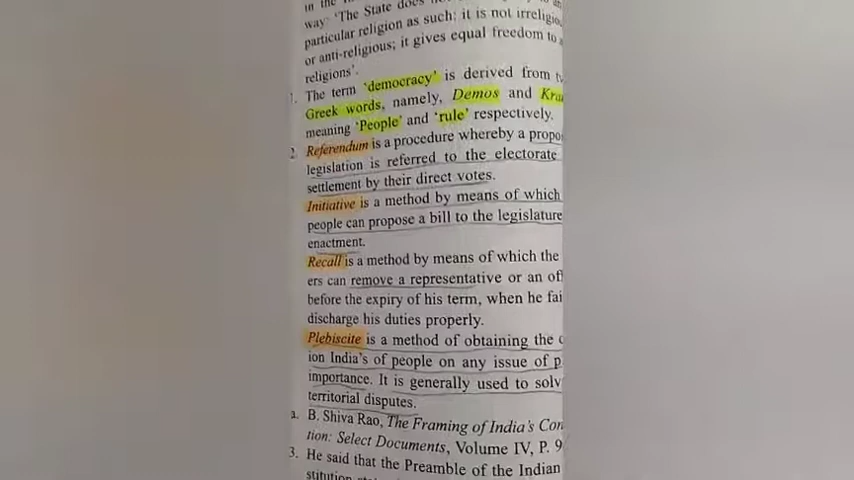 in the
way: 'The State does
particular religion as such; it is not
or anti-religious; it gives equal freedom to
religions'.
1. The term 'democracy' is derived from
Greek words, namely, Demos and
meaning 'People' and 'rule' respectively.
2. Referendum is a procedure whereby a
legislation is referred to the electorate
settlement by their direct votes.
Initiative is a method by means of which
people can propose a bill to the legislature
enactment.
Recall is a method by means of which the
ers can remove a representative or an
before the expiry of his term, when he
discharge his duties properly.
Plebiscite is a method of obtaining the
ion India's of people on any issue of
importance. It is generally used to
territorial disputes.
a. B. Shiva Rao, The Framing of India's
tion: Select Documents, Volume IV, P. 9
3. He said that the Preamble of the Indian